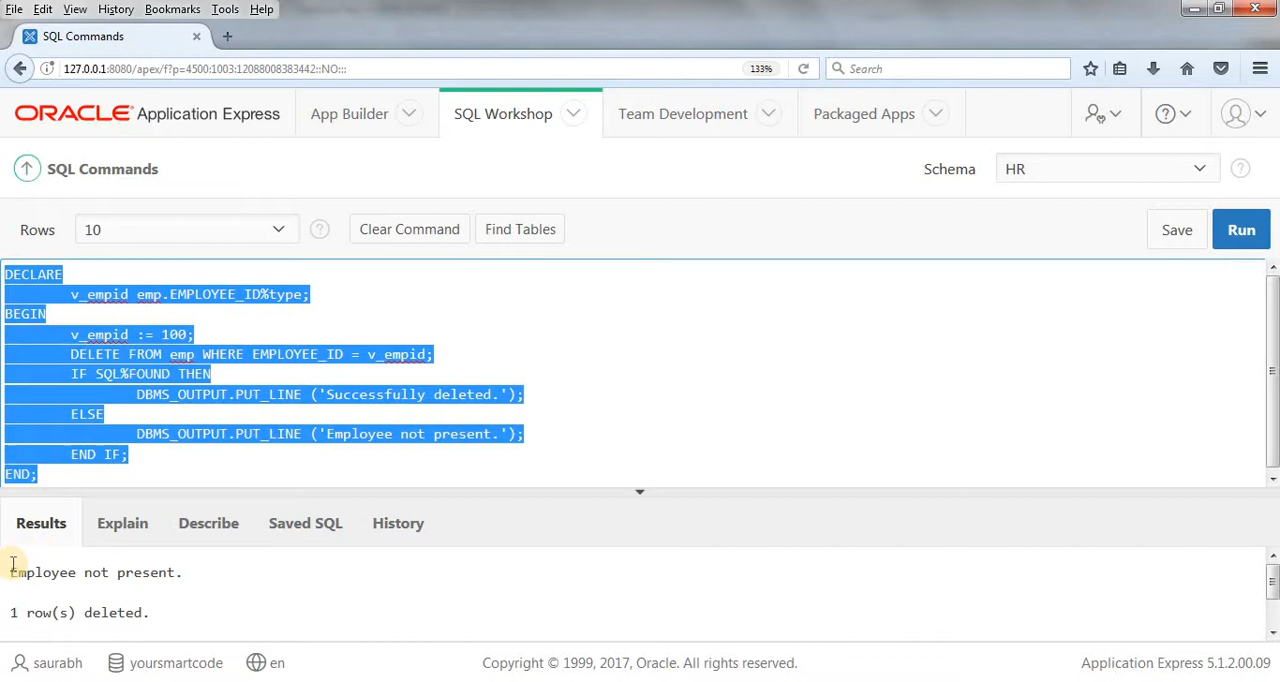 File Edit View History Bookmarks Tools Help
SQL Commands
127.0.0.1:8080/apex/f?p=4500:1003:12088008383442::NO::: 133% Search
ORACLE Application Express App Builder SQL Workshop Team Development Packaged Apps
SQL Commands Schema HR
Rows 10 Clear Command Find Tables Save Run
DECLARE
v_empid emp.EMPLOYEE_ID%type;
BEGIN
v_empid := 100;
DELETE FROM emp WHERE EMPLOYEE_ID = v_empid;
IF SQL%FOUND THEN
DBMS_OUTPUT.PUT_LINE ('Successfully deleted.');
ELSE
DBMS_OUTPUT.PUT_LINE ('Employee not present.');
END IF;
END;
Results Explain Describe Saved SQL History
Employee not present.
1 row(s) deleted.
saurabh yoursmartcode en Copyright © 1999, 2017, Oracle. All rights reserved. Application Express 5.1.2.00.09